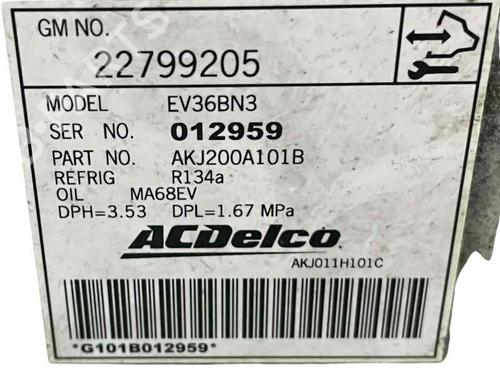 GM NO.
22799205
MODEL EV36BN3
SER NO. 012959
PART NO. AKJ200A101B
REFRIG R134a
OIL MA68EV
DPH=3.53 DPL=1.67 MPa
ACDelco
AKJ011H101C
*G101B012959*